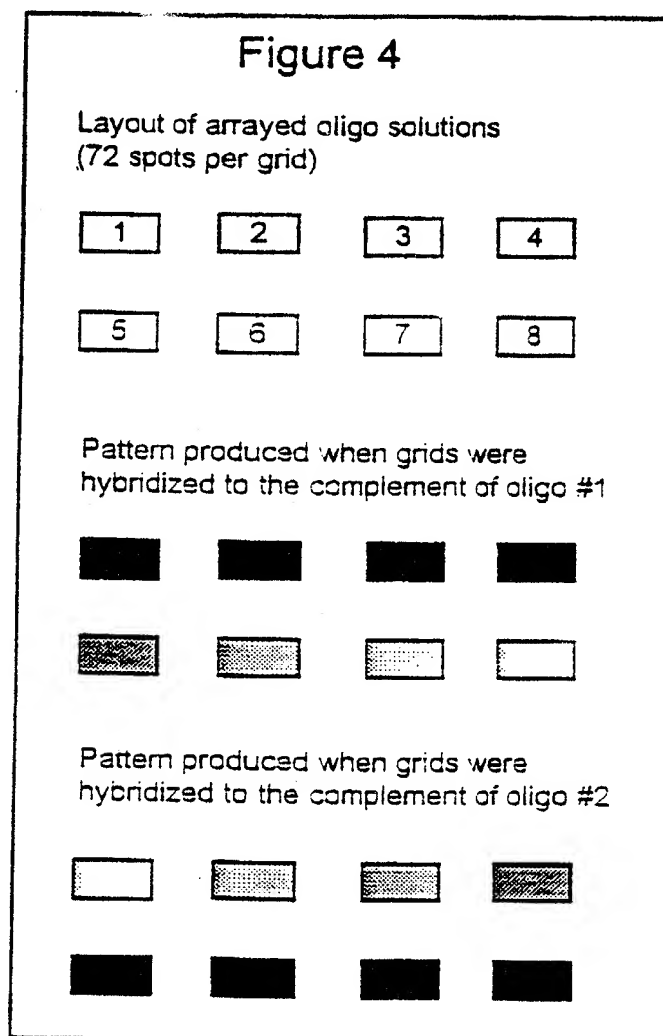 Figure 4
Layout of arrayed oligo solutions
(72 spots per grid)
1 2 3 4
5 6 7 8
Pattern produced when grids were
hybridized to the complement of oligo #1
Pattern produced when grids were
hybridized to the complement of oligo #2